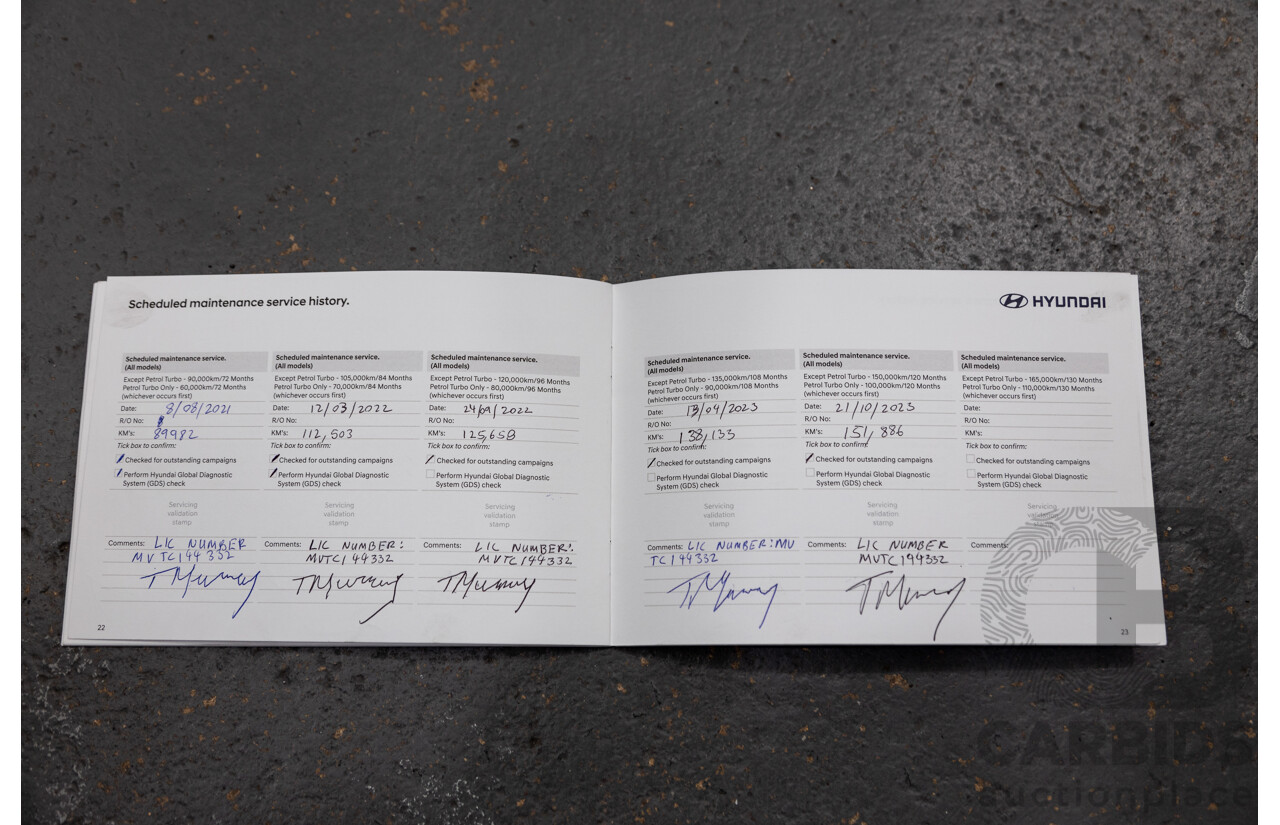 Scheduled maintenance service history.
HYUNDAI
Scheduled maintenance service.
(All models)
Except Petrol Turbo - 90,000km/72 Months
Petrol Turbo Only - 60,000km/72 Months
(whichever occurs first)
Date: 8/08/2021
R/O No:
KM's: 89982
Tick box to confirm:
Checked for outstanding campaigns
Perform Hyundai Global Diagnostic
System (GDS) check
Servicing
validation
stamp
Comments: LIC NUMBER
MVTC144332
TMurray
Scheduled maintenance service.
(All models)
Except Petrol Turbo - 105,000km/84 Months
Petrol Turbo Only - 70,000km/84 Months
(whichever occurs first)
Date: 12/03/2022
R/O No:
KM's: 112,503
Tick box to confirm:
Checked for outstanding campaigns
Perform Hyundai Global Diagnostic
System (GDS) check
Servicing
validation
stamp
Comments: LIC NUMBER:
MVTC144332
TMurray
Scheduled maintenance service.
(All models)
Except Petrol Turbo - 120,000km/96 Months
Petrol Turbo Only - 80,000km/96 Months
(whichever occurs first)
Date: 24/09/2022
R/O No:
KM's:
Tick box to confirm:
Checked for outstanding campaigns
Perform Hyundai Global Diagnostic
System (GDS) check
Servicing
validation
stamp
Comments: LIC NUMBER:
MVTC144332
TMurray
22
Scheduled maintenance service.
(All models)
Except Petrol Turbo - 135,000km/108 Months
Petrol Turbo Only - 90,000km/108 Months
(whichever occurs first)
Date: 13/04/2023
R/O No:
KM's: 138,133
Tick box to confirm:
Checked for outstanding campaigns
Perform Hyundai Global Diagnostic
System (GDS) check
Servicing
validation
stamp
Comments: LIC NUMBER:MV
TC144332
TMurray
Scheduled maintenance service.
(All models)
Except Petrol Turbo - 150,000km/120 Months
Petrol Turbo Only - 100,000km/120 Months
(whichever occurs first)
Date: 21/10/2023
R/O No:
KM's: 151,886
Tick box to confirm:
Checked for outstanding campaigns
Perform Hyundai Global Diagnostic
System (GDS) check
Servicing
validation
stamp
Comments: LIC NUMBER
MVTC144332
TMurray
Scheduled maintenance service.
(All models)
Except Petrol Turbo - 165,000km/130 Months
Petrol Turbo Only - 110,000km/130 Months
(whichever occurs first)
Date:
R/O No:
KM's:
Tick box to confirm:
Checked for outstanding campaigns
Perform Hyundai Global Diagnostic
System (GDS) check
Servicing
validation
stamp
Comments:
23
CARBIDS
auctionplace